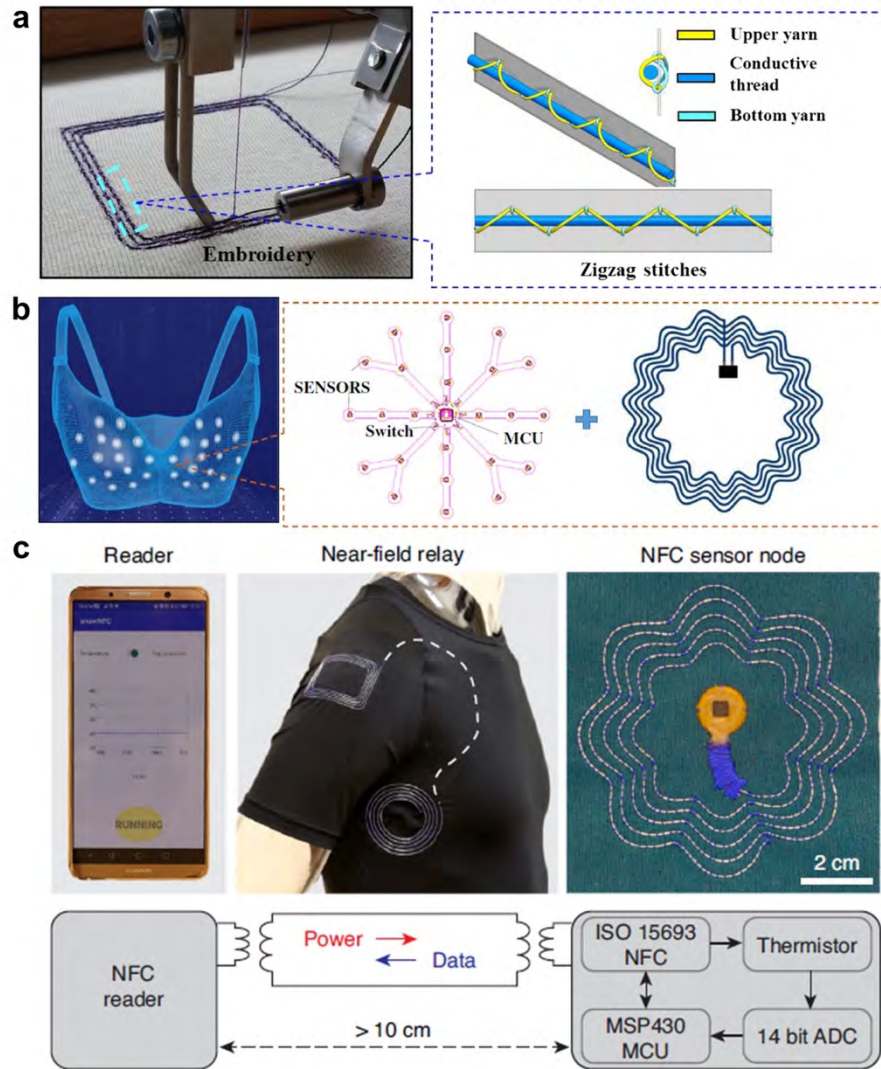 a
Upper yarn
Conductive
thread
Bottom yarn
Embroidery
Zigzag stitches
b
SENSORS
Switch
MCU
c
Reader
Near-field relay
NFC sensor node
RUNNING
2 cm
NFC
reader
Power
Data
> 10 cm
ISO 15693
NFC
Thermistor
MSP430
MCU
14 bit ADC